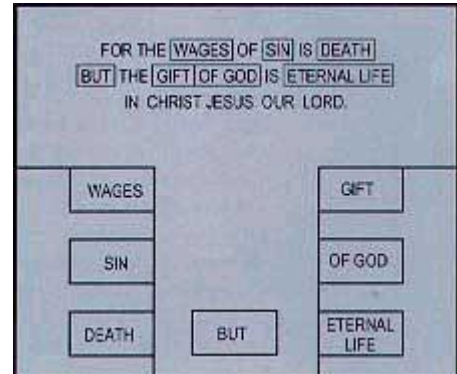 FOR THE WAGES OF SIN IS DEATH
BUT THE GIFT OF GOD IS ETERNAL LIFE
IN CHRIST JESUS OUR LORD.
WAGES
GIFT
SIN
OF GOD
DEATH
BUT
ETERNAL
LIFE